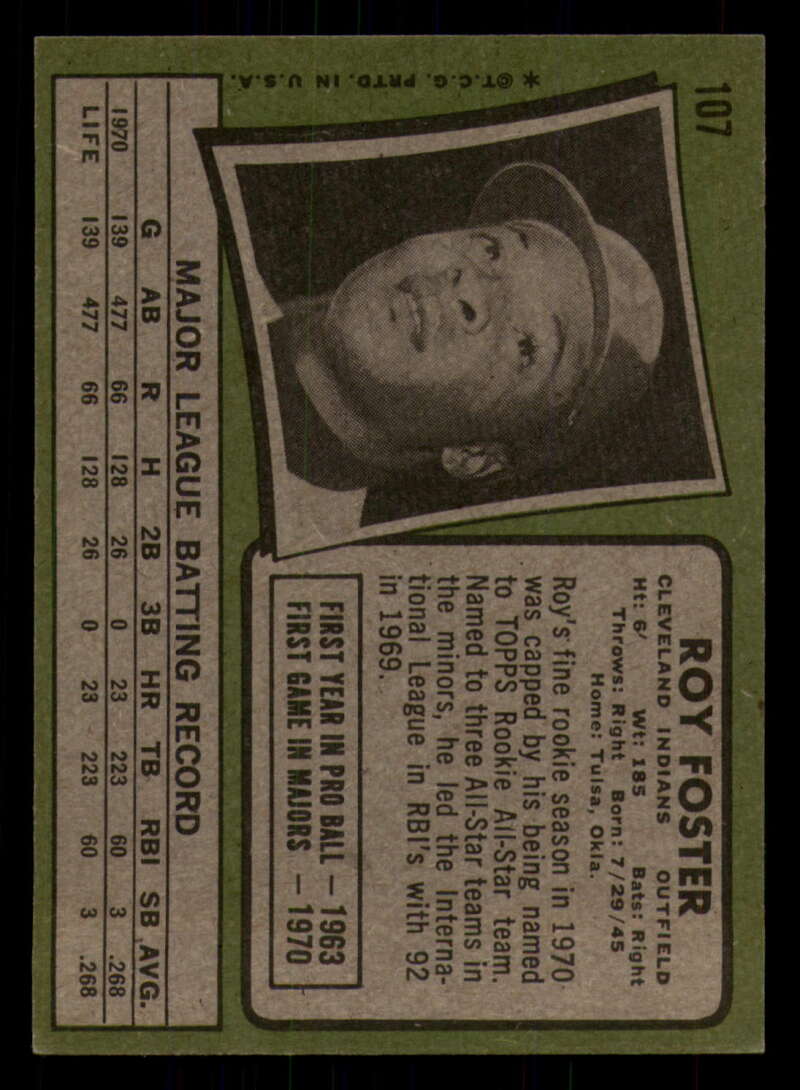 107
ROY FOSTER
CLEVELAND INDIANS OUTFIELD
Ht: 6' Wt: 185 Bats: Right
Throws: Right Born: 7/29/45
Home: Tulsa, Okla.
Roy's fine rookie season in 1970
was capped by his being named
to TOPPS Rookie All-Star team.
Named to three All-Star teams in
the minors, he led the Interna-
tional League in RBI's with 92
in 1969.
FIRST YEAR IN PRO BALL — 1963
FIRST GAME IN MAJORS — 1970
MAJOR LEAGUE BATTING RECORD
G AB R H 2B 3B HR TB RBI SB AVG.
1970 139 477 66 128 26 0 23 223 60 3 .268
LIFE 139 477 66 128 26 0 23 223 60 3 .268
*©T.C.G. PRTD. IN U.S.A.